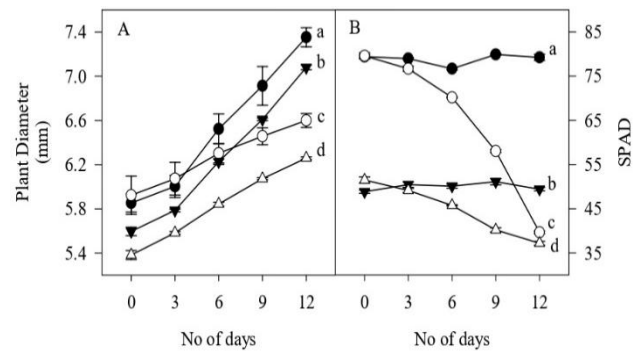 A
B
7.4
7.0
6.6
6.2
5.8
5.4
Plant Diameter
(mm)
a
b
c
d
a
b
c
d
85
75
65
55
45
35
SPAD
0 3 6 9 12
0 3 6 9 12
No of days
No of days